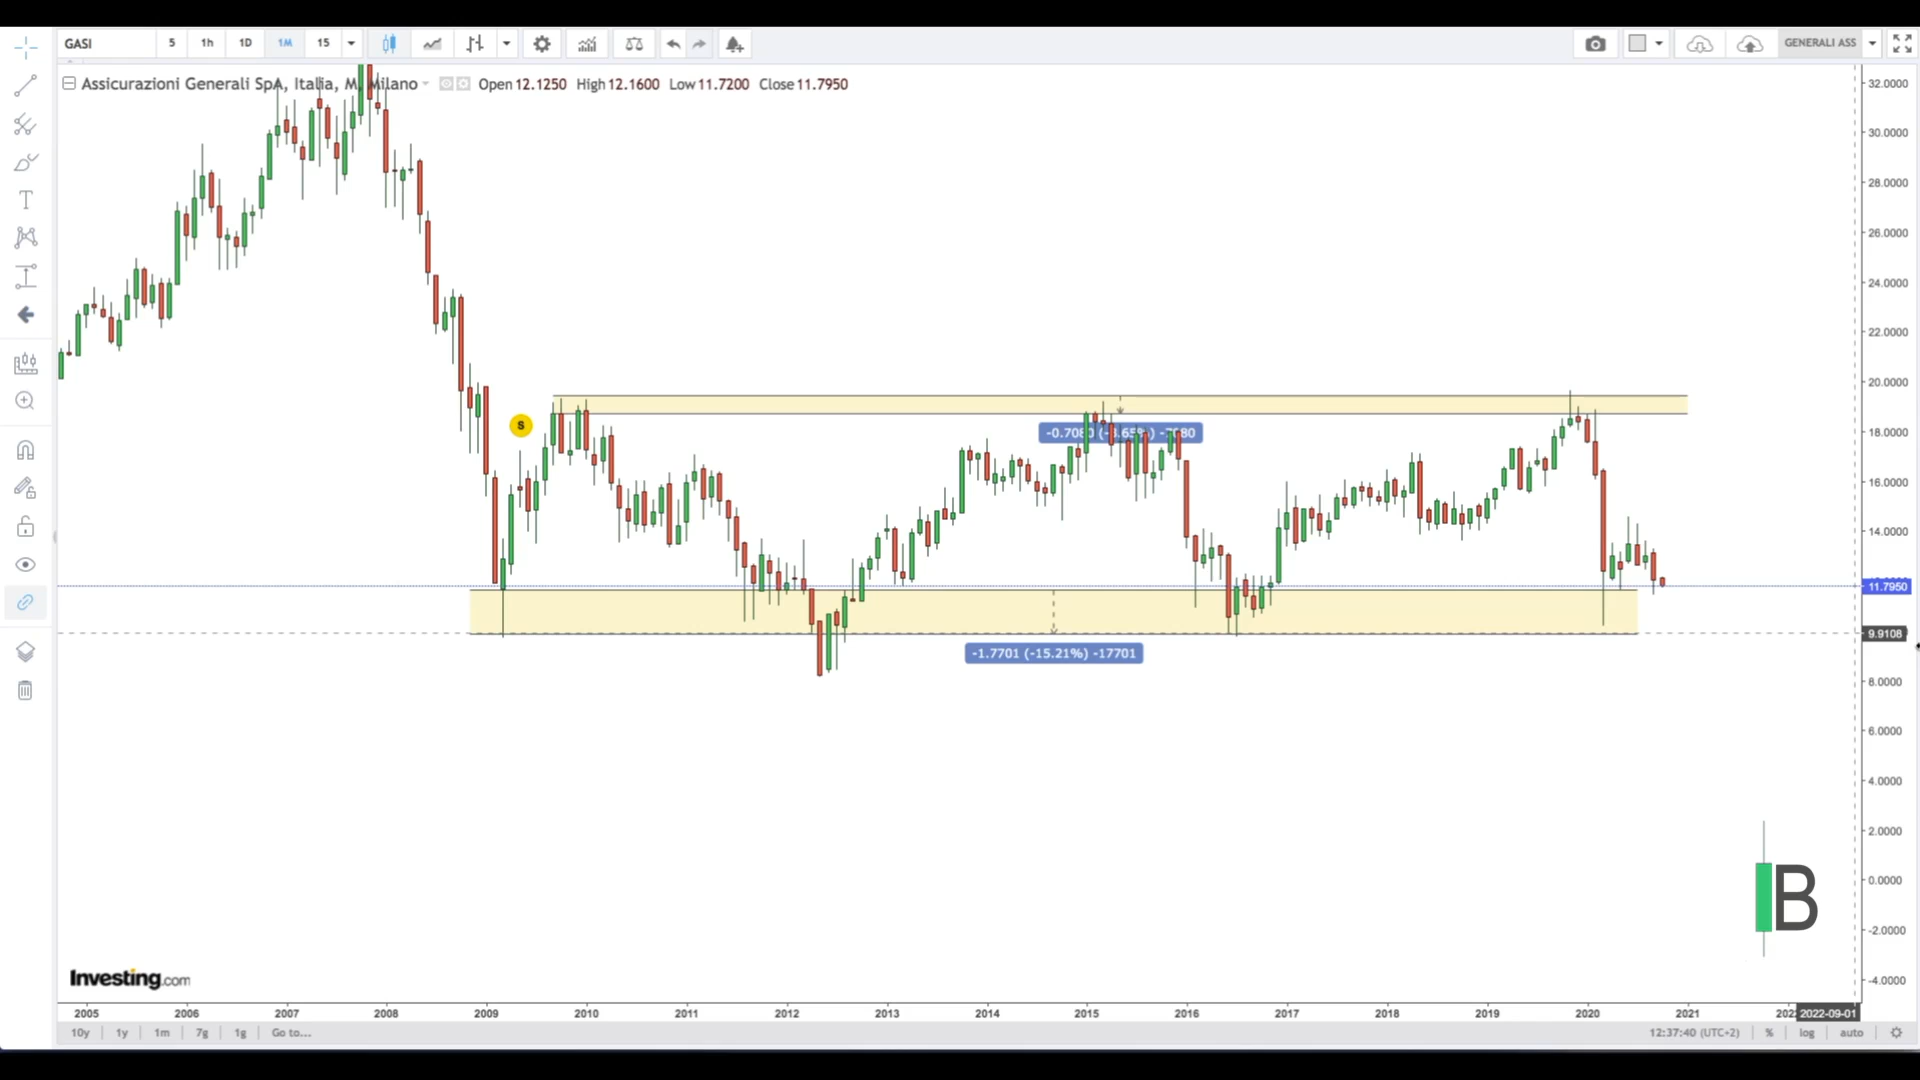 GASI 5 1h 1D 1M 15 GENERALI ASS
Assicurazioni Generali SpA, Italia, M, Milano Open 12.1250 High 12.1600 Low 11.7200 Close 11.7950
32.0000
30.0000
28.0000
26.0000
24.0000
22.0000
20.0000
18.0000
16.0000
14.0000
11.7950
9.9108
8.0000
6.0000
4.0000
2.0000
0.0000
-2.0000
-4.0000
S
-1.7701 (-15.21%) -17701
B
Investing.com
2005 2006 2007 2008 2009 2010 2011 2012 2013 2014 2015 2016 2017 2018 2019 2020 2021 2022-09-01
10y 1y 1m 7g 1g Go to... 12:37:40 (UTC+2) % log auto